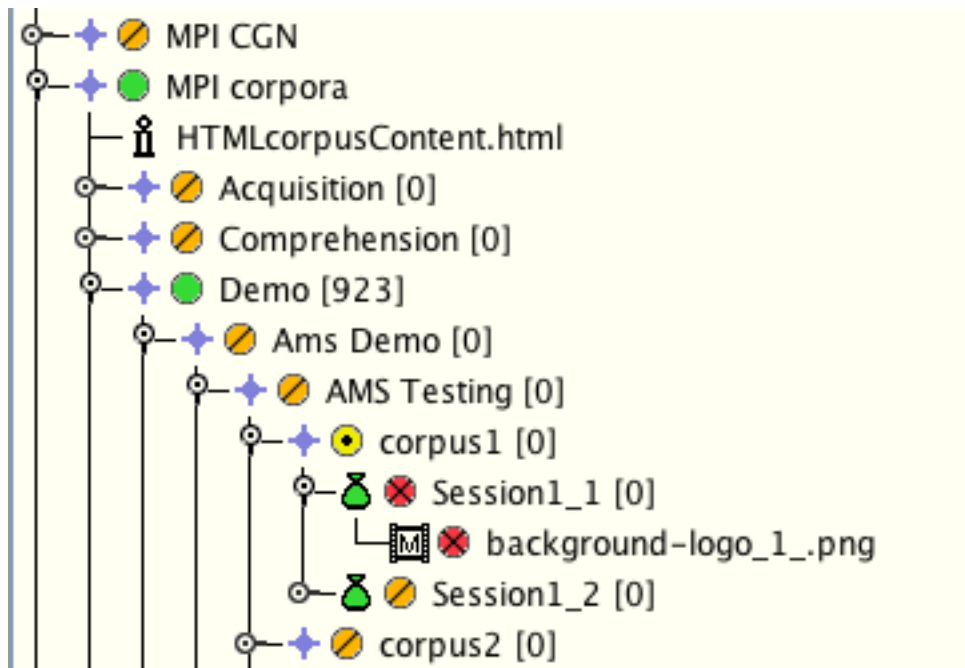 MPI CGN
MPI corpora
HTMLcorpusContent.html
Acquisition [0]
Comprehension [0]
Demo [923]
Ams Demo [0]
AMS Testing [0]
corpus1 [0]
Session1_1 [0]
M background-logo_1_.png
Session1_2 [0]
corpus2 [0]